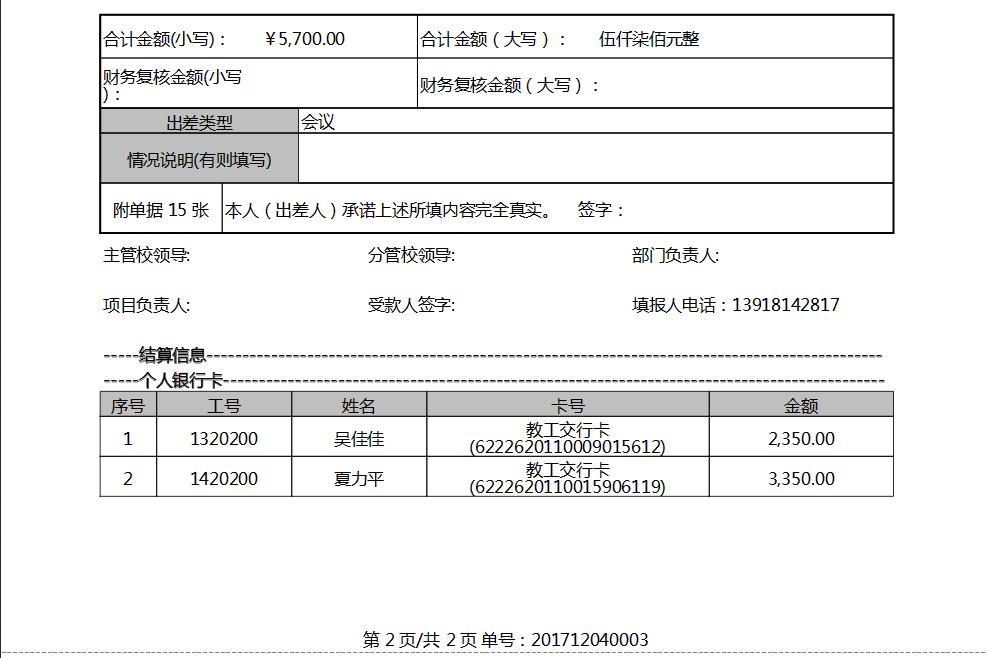 合计金额(小写)： ￥5,700.00 合计金额（大写）： 伍仟柒佰元整
财务复核金额(小写
)： 财务复核金额（大写）：
出差类型 会议
情况说明(有则填写)
附单据 15 张 本人（出差人）承诺上述所填内容完全真实。 签字：
主管校领导: 分管校领导: 部门负责人:
项目负责人: 受款人签字: 填报人电话：13918142817
-----结算信息-----------------------------------------------------------------------------------------------
-----个人银行卡---------------------------------------------------------------------------------------------
序号 工号 姓名 卡号 金额
1 1320200 吴佳佳 教工交行卡
(6222620110009015612) 2,350.00
2 1420200 夏力平 教工交行卡
(6222620110015906119) 3,350.00
第 2 页/共 2 页 单号：201712040003